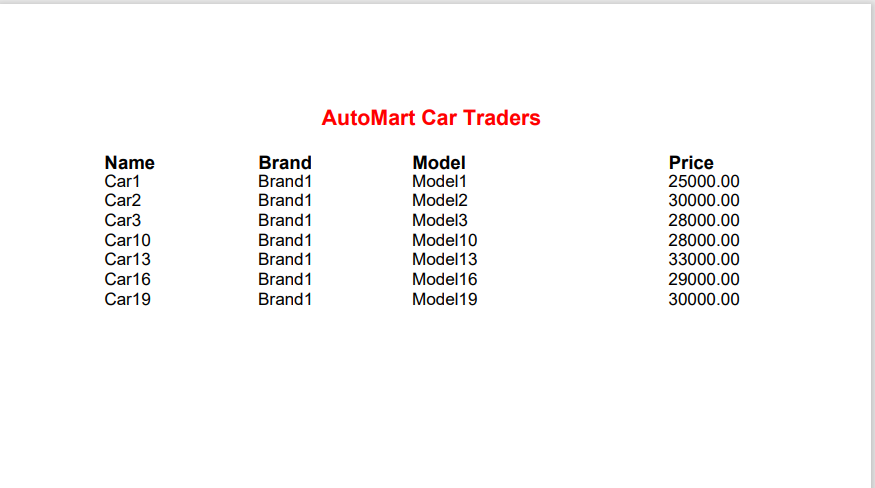 AutoMart Car Traders
Name Brand Model Price
Car1 Brand1 Model1 25000.00
Car2 Brand1 Model2 30000.00
Car3 Brand1 Model3 28000.00
Car10 Brand1 Model10 28000.00
Car13 Brand1 Model13 33000.00
Car16 Brand1 Model16 29000.00
Car19 Brand1 Model19 30000.00